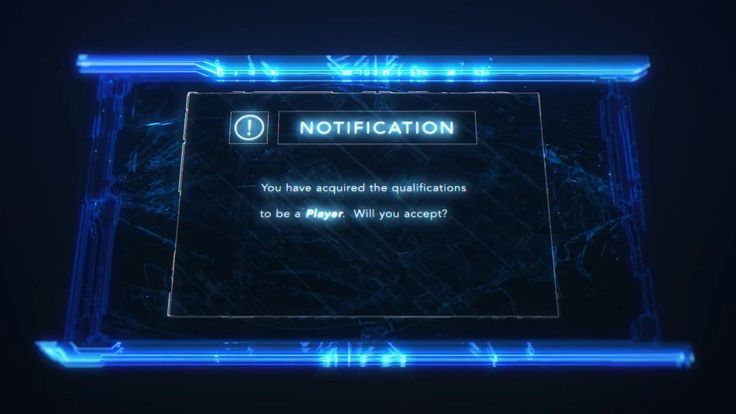 NOTIFICATION
You have acquired the qualifications
to be a Player. Will you accept?